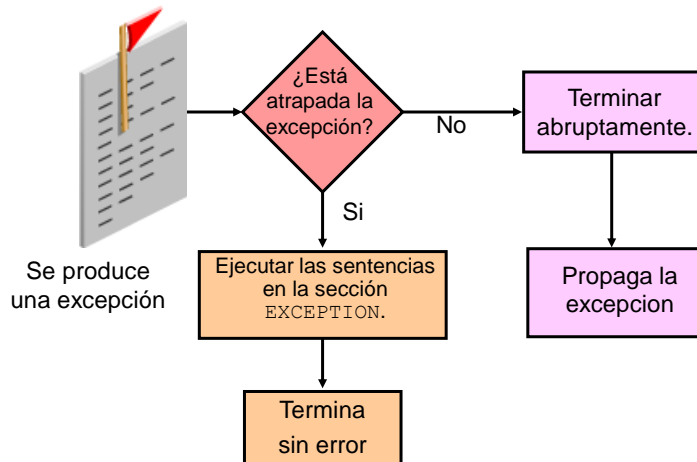 Se produce
una excepción
¿Está
atrapada la
excepción?
No
Terminar
abruptamente.
Propaga la
excepcion
Si
Ejecutar las sentencias
en la sección
EXCEPTION.
Termina
sin error